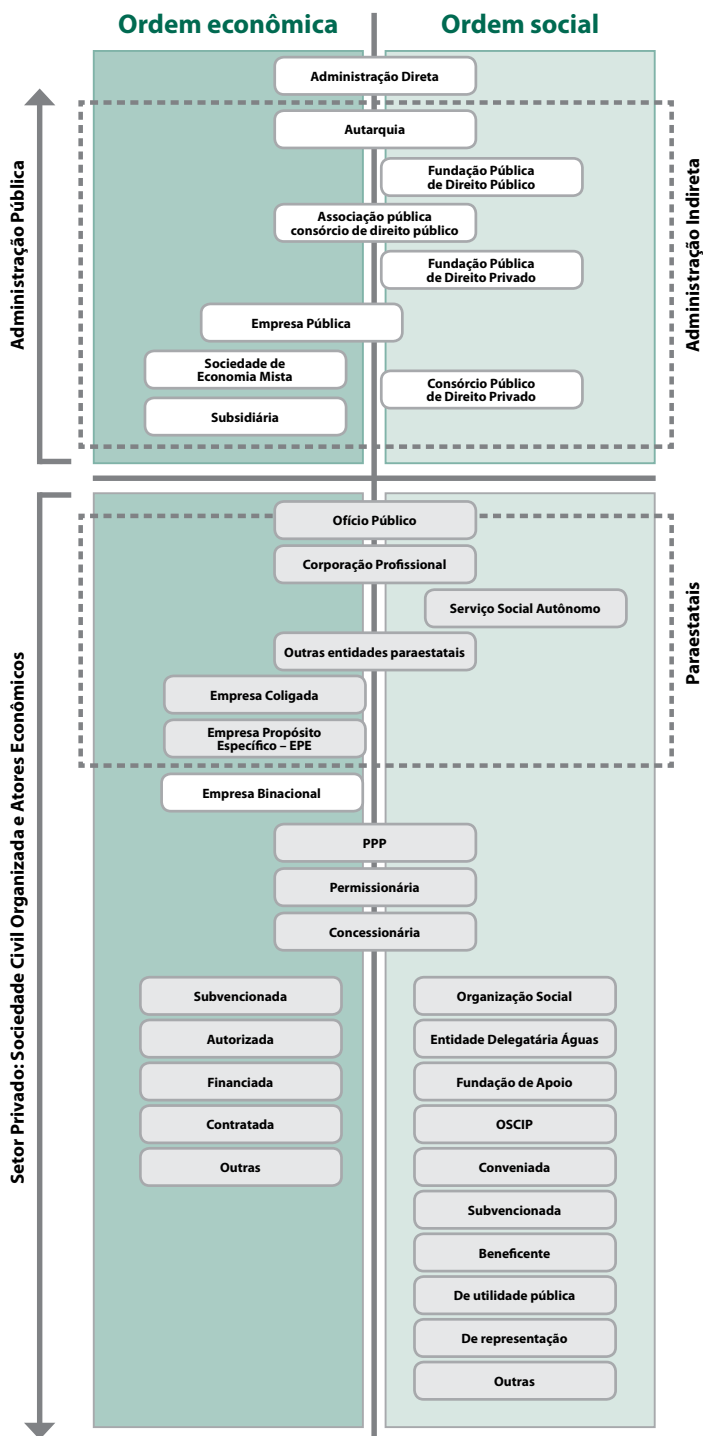 Ordem econômica
Ordem social
Administração Pública
Administração Indireta
Administração Direta
Autarquia
Fundação Pública
de Direito Público
Associação pública
consórcio de direito público
Fundação Pública
de Direito Privado
Empresa Pública
Sociedade de
Economia Mista
Consórcio Público
de Direito Privado
Subsidiária
Setor Privado: Sociedade Civil Organizada e Atores Econômicos
Paraestatais
Ofício Público
Corporação Profissional
Serviço Social Autônomo
Outras entidades paraestatais
Empresa Coligada
Empresa Propósito
Específico – EPE
Empresa Binacional
PPP
Permissionária
Concessionária
Subvencionada
Autorizada
Financiada
Contratada
Outras
Organização Social
Entidade Delegatária Águas
Fundação de Apoio
OSCIP
Conveniada
Subvencionada
Beneficente
De utilidade pública
De representação
Outras